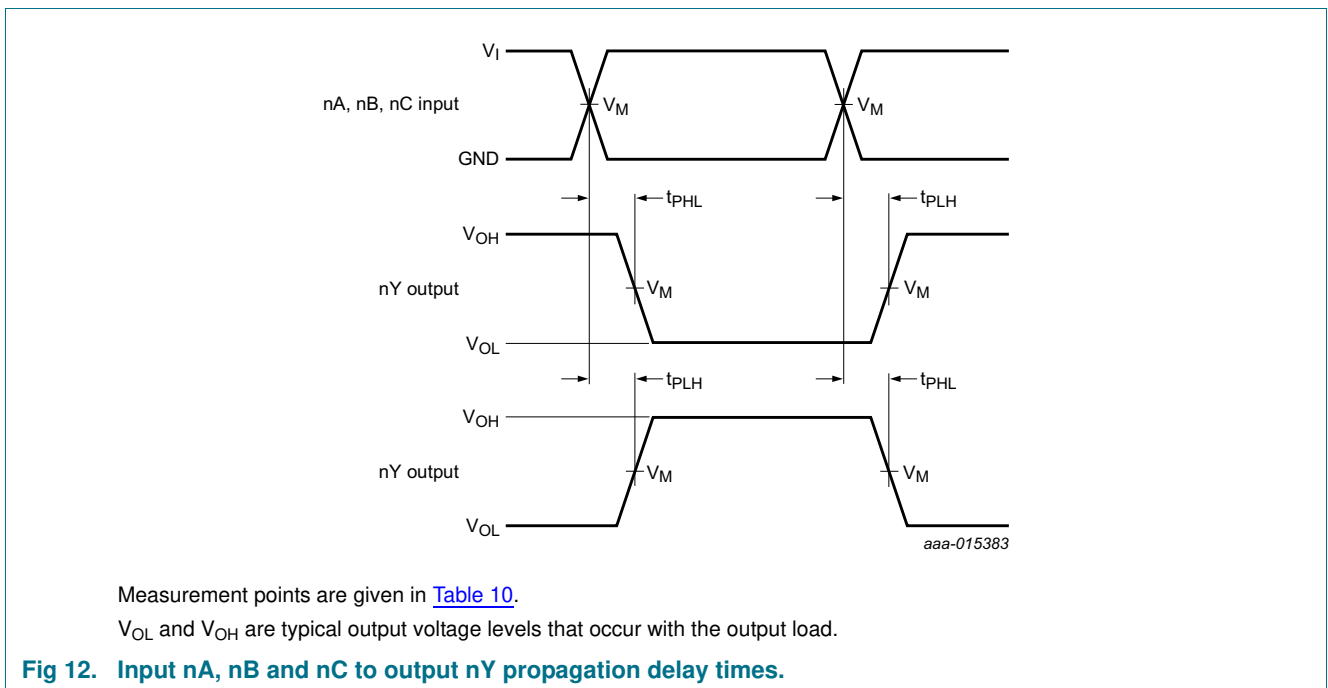 VI
nA, nB, nC input
VM
VM
GND
tPHL
tPLH
VOH
nY output
VM
VM
VOL
tPLH
tPHL
VOH
nY output
VM
VM
VOL
aaa-015383
Measurement points are given in Table 10.
VOL and VOH are typical output voltage levels that occur with the output load.
Fig 12. Input nA, nB and nC to output nY propagation delay times.